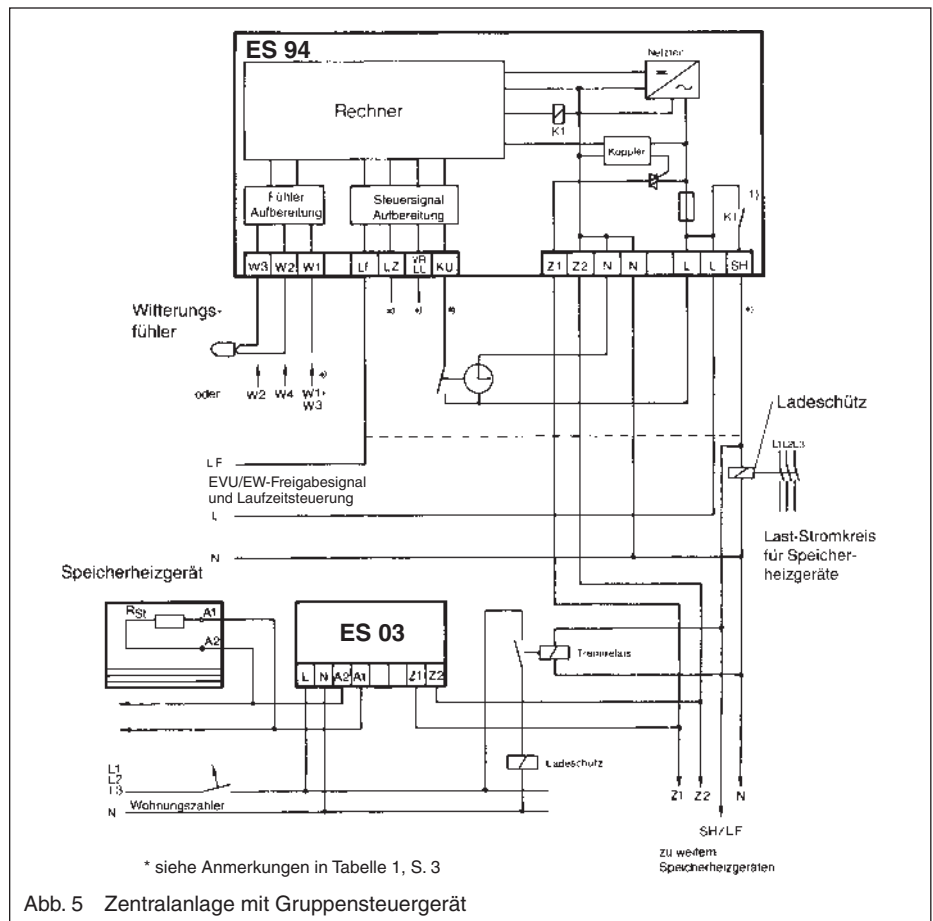 ES 94
Netzteil
Rechner
K1
Koppler
Fühler
Aufbereitung
Steuersignal
Aufbereitung
1)
K1
W3 W2 W1 LF LZ KU Z1 Z2 N N L L SH
Witterungs-
fühler
oder W2 W4 W1+
W3
Ladeschütz
L1L2L3
LF
EVU/EW-Freigabesignal
und Laufzeitsteuerung
L
N
Last-Stromkreis
für Speicher-
heizgeräte
Speicherheizgerät
RSt A1
A2
ES 03
L N A2 A1 Z1 Z2
Trennrelais
Ladeschütz
L1
L2
L3
N Wohnungszähler
Z1 Z2 N
SH/LF
zu weitern
Speicherheizgeräten
* siehe Anmerkungen in Tabelle 1, S. 3
Abb. 5 Zentralanlage mit Gruppensteuergerät